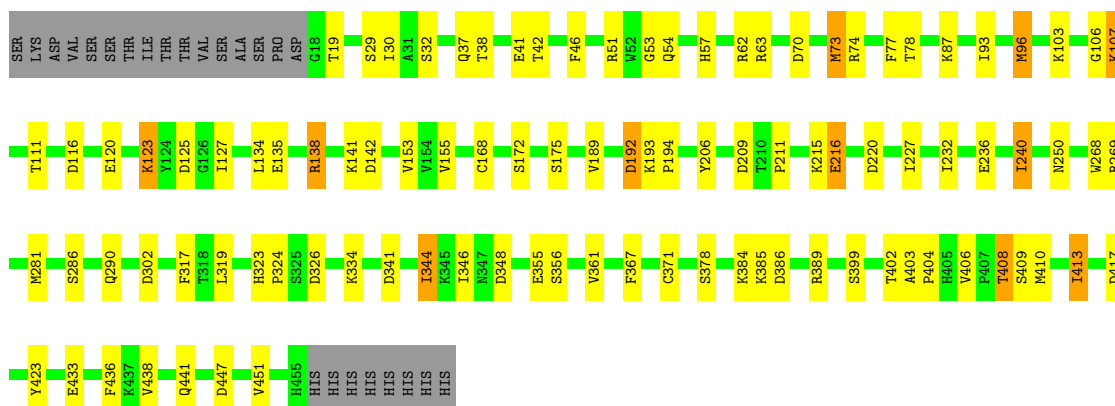 SER LYS ASP VAL SER SER THR ILE THR THR VAL SER ALA SER PRO ASP G18 T19 S29 I30 A31 S32 Q37 T38 E41 T42 F46 R51 W52 G53 Q54 H57 R62 R63 D70 M73 R74 F77 T78 K87 I93 M96 K103 G106 K107
T111 D116 E120 K123 Y124 D125 G126 I127 L134 E135 R138 K141 D142 V153 V154 V155 C168 S172 S175 V189 D192 K193 P194 Y206 D209 T210 P211 K215 E216 D220 I227 I232 E236 I240 N250 W268
M281 S286 Q290 D302 F317 T318 L319 H323 P324 S325 D326 K334 D341 I344 K345 I346 N347 D348 E355 S356 V361 F367 C371 S378 K384 K385 D386 R389 S399 T402 A403 P404 H405 V406 P407 T408 S409 M410 I413
Y423 E433 F436 K437 V438 Q441 D447 V451 H455 HIS HIS HIS HIS HIS HIS HIS HIS